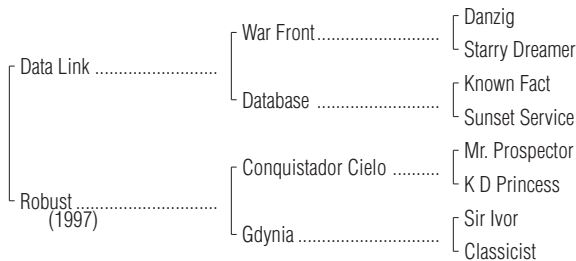 Danzig
War Front..................
Starry Dreamer
Data Link ..................
Known Fact
Database ..................
Sunset Service
Mr. Prospector
Conquistador Cielo ..........
K D Princess
Robust.....................
(1997)
Sir Ivor
Gdynia .....................
Classicist